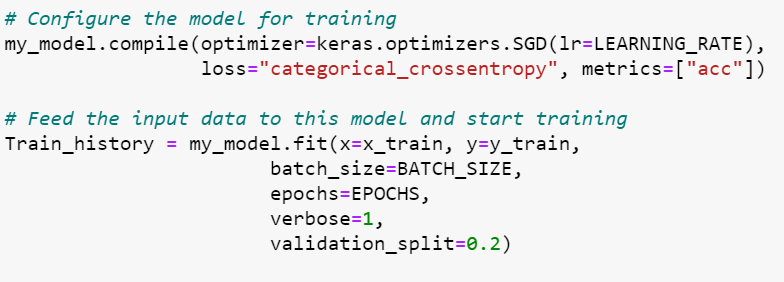 # Configure the model for training
my_model.compile(optimizer=keras.optimizers.SGD(lr=LEARNING_RATE),
                 loss="categorical_crossentropy", metrics=["acc"])

# Feed the input data to this model and start training
Train_history = my_model.fit(x=x_train, y=y_train,
                       batch_size=BATCH_SIZE,
                       epochs=EPOCHS,
                       verbose=1,
                       validation_split=0.2)